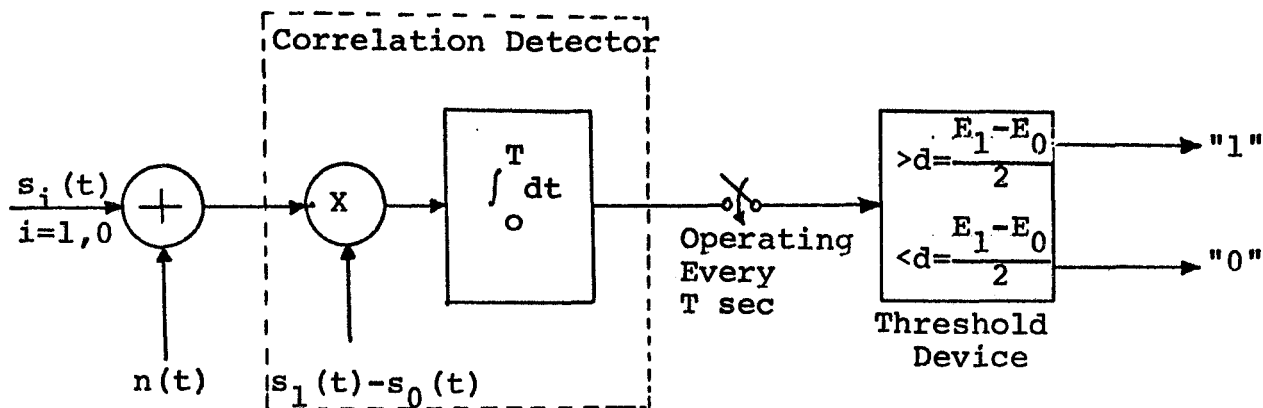 Correlation Detector
s_i(t)
i=1,0
+
n(t)
X
s_1(t)-s_0(t)
T
∫ dt
o
Operating
Every
T sec
>d=(E_1-E_0)/2
<d=(E_1-E_0)/2
Threshold
Device
"1"
"0"